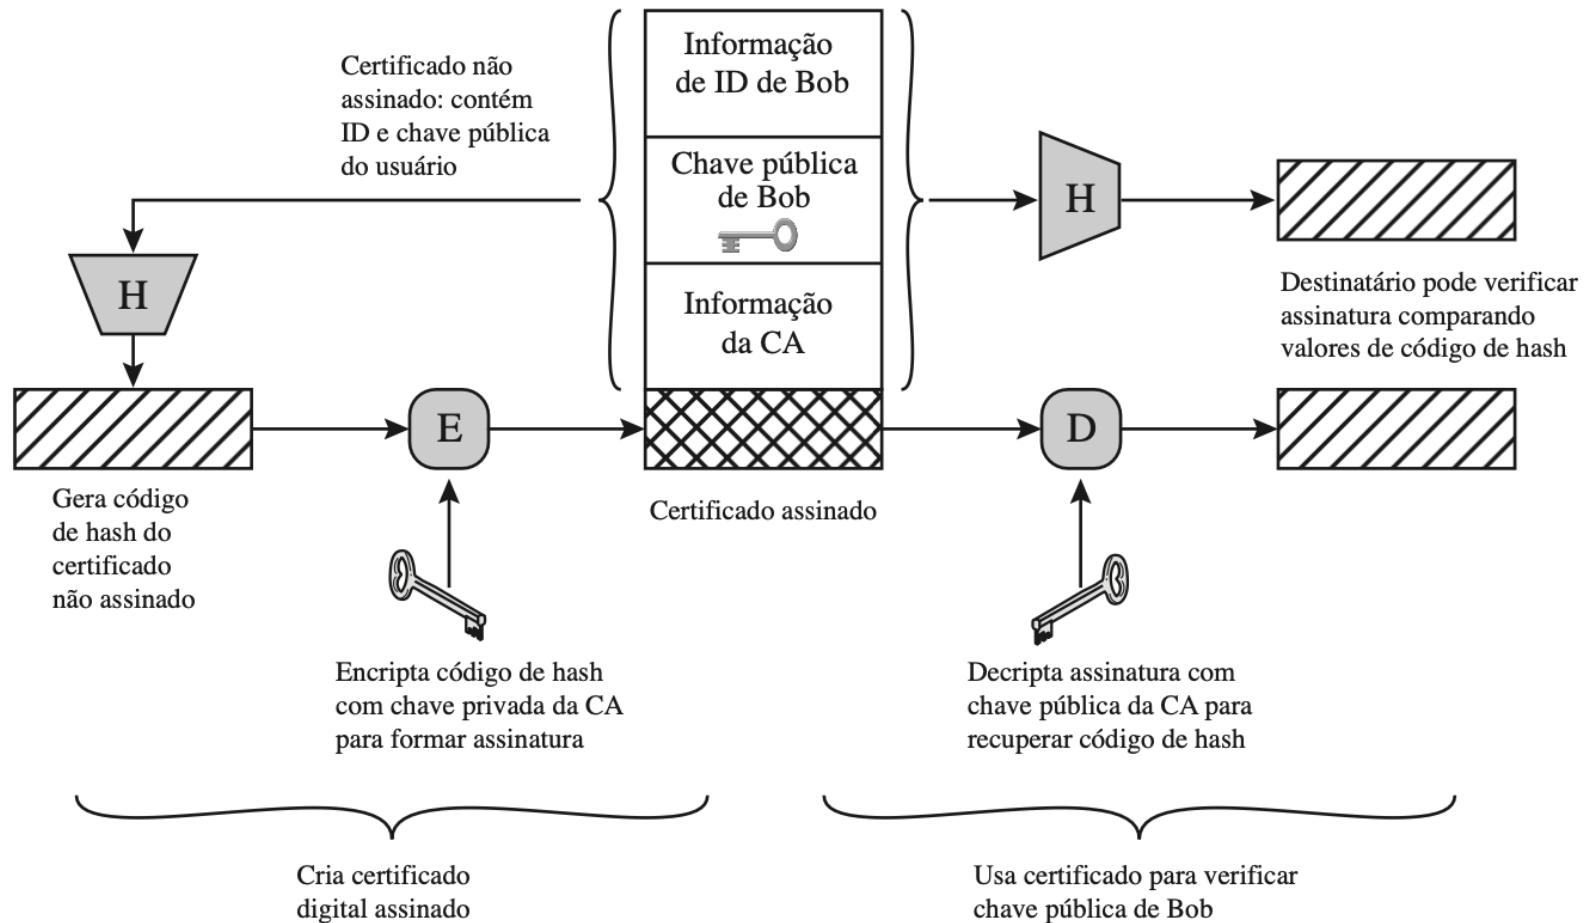 Certificado não
assinado: contém
ID e chave pública
do usuário
Informação
de ID de Bob
Chave pública
de Bob
Informação
da CA
H
H
Destinatário pode verificar
assinatura comparando
valores de código de hash
E
D
Gera código
de hash do
certificado
não assinado
Certificado assinado
Encripta código de hash
com chave privada da CA
para formar assinatura
Decripta assinatura com
chave pública da CA para
recuperar código de hash
Cria certificado
digital assinado
Usa certificado para verificar
chave pública de Bob